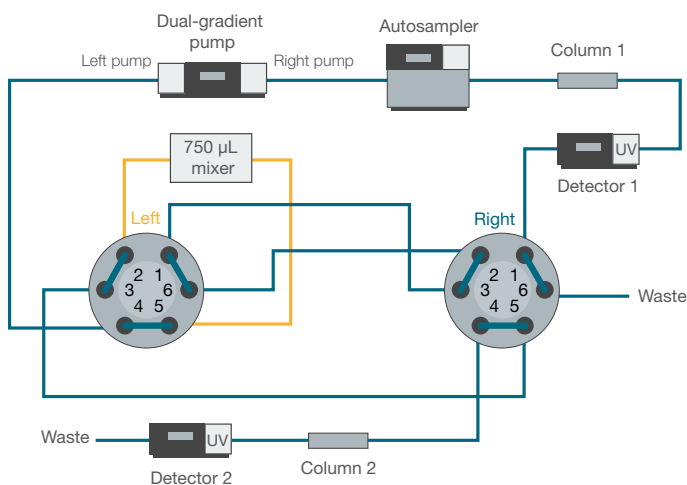 Dual-gradient
pump
Autosampler
Left pump
Right pump
Column 1
750 µL
mixer
UV
Detector 1
Left
Right
2 1
3 6
4 5
2 1
3 6
4 5
Waste
Waste
UV
Detector 2
Column 2